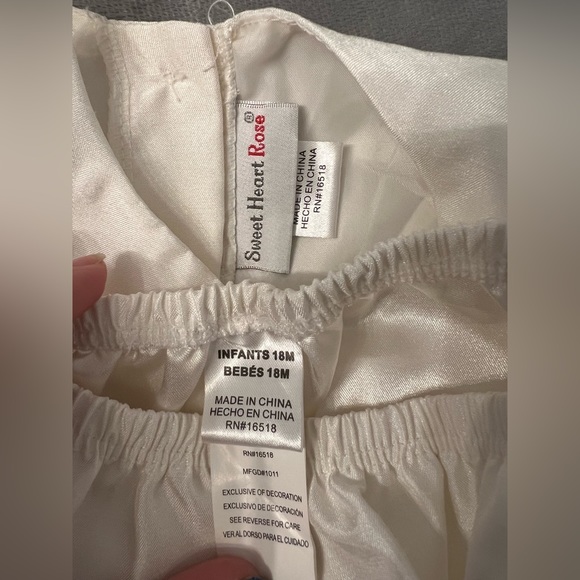 Sweet Heart Rose®
MADE IN CHINA
HECHO EN CHINA
RN#16518
INFANTS 18M
BEBÉS 18M
MADE IN CHINA
HECHO EN CHINA
RN#16518
RN#16518
MFGD#1011
EXCLUSIVE OF DECORATION
EXCLUSIVO DE DECORACIÓN
SEE REVERSE FOR CARE
VER AL DORSO PARA EL CUIDADO